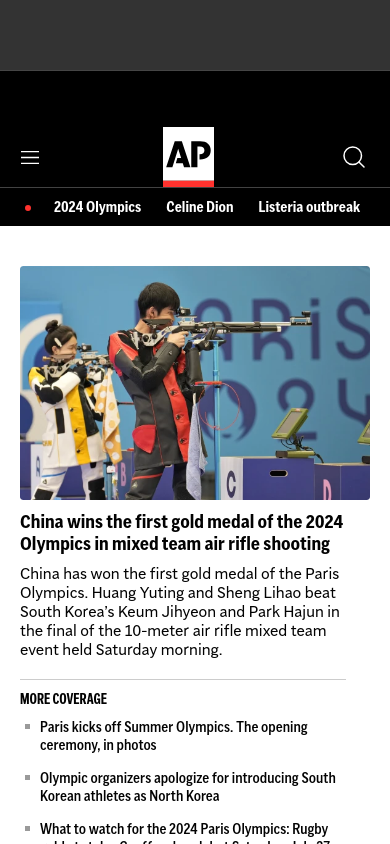 AP
2024 Olympics Celine Dion Listeria outbreak
PARIS
2024
C
D
China wins the first gold medal of the 2024
Olympics in mixed team air rifle shooting
China has won the first gold medal of the Paris
Olympics. Huang Yuting and Sheng Lihao beat
South Korea’s Keum Jihyeon and Park Hajun in
the final of the 10-meter air rifle mixed team
event held Saturday morning.
MORE COVERAGE
Paris kicks off Summer Olympics. The opening
ceremony, in photos
Olympic organizers apologize for introducing South
Korean athletes as North Korea
What to watch for the 2024 Paris Olympics: Rugby